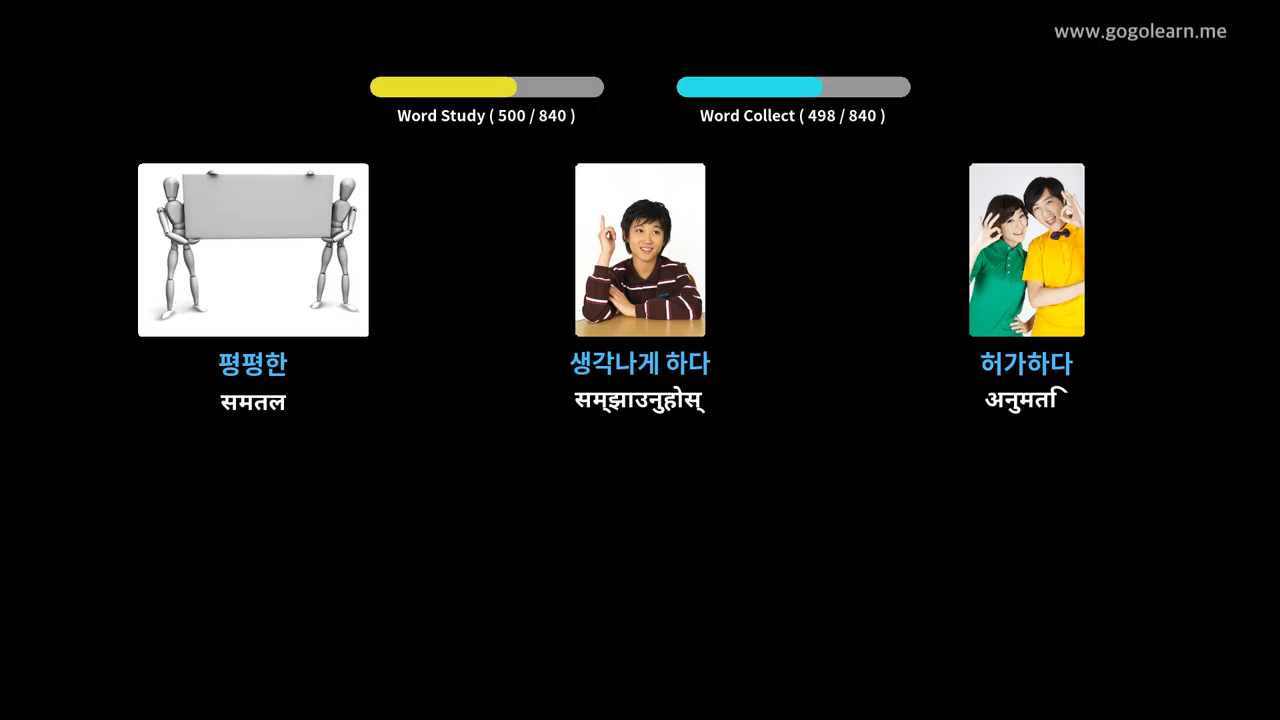 www.gogolearn.me
Word Study ( 500 / 840 )
Word Collect ( 498 / 840 )
평평한
생각나게 하다
허가하다
समतल
सम्झाउनुहोस्
अनुमति